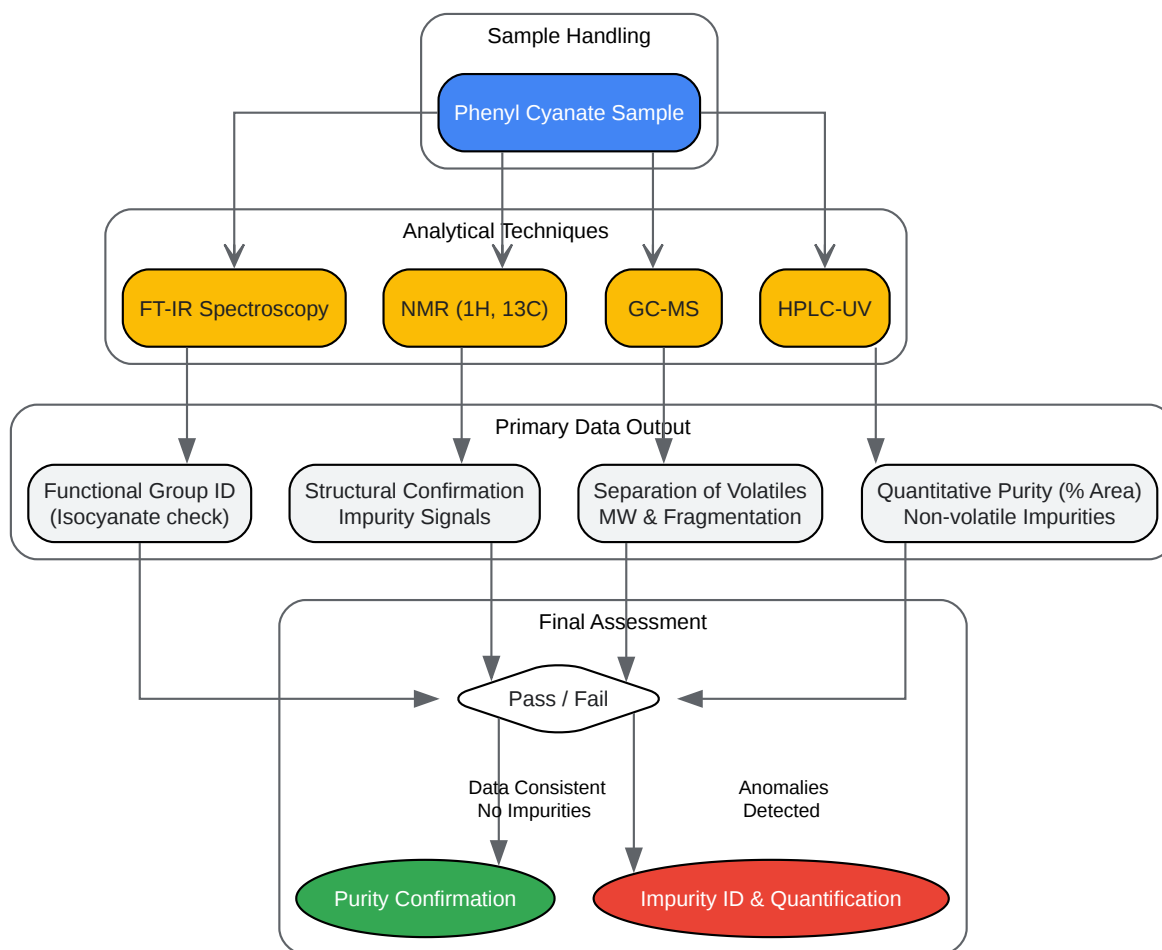 Sample Handling
Phenyl Cyanate Sample
Analytical Techniques
FT-IR Spectroscopy
NMR (1H, 13C)
GC-MS
HPLC-UV
Primary Data Output
Functional Group ID
(Isocyanate check)
Structural Confirmation
Impurity Signals
Separation of Volatiles
MW & Fragmentation
Quantitative Purity (% Area)
Non-volatile Impurities
Final Assessment
Pass / Fail
Data Consistent
No Impurities
Anomalies
Detected
Purity Confirmation
Impurity ID & Quantification